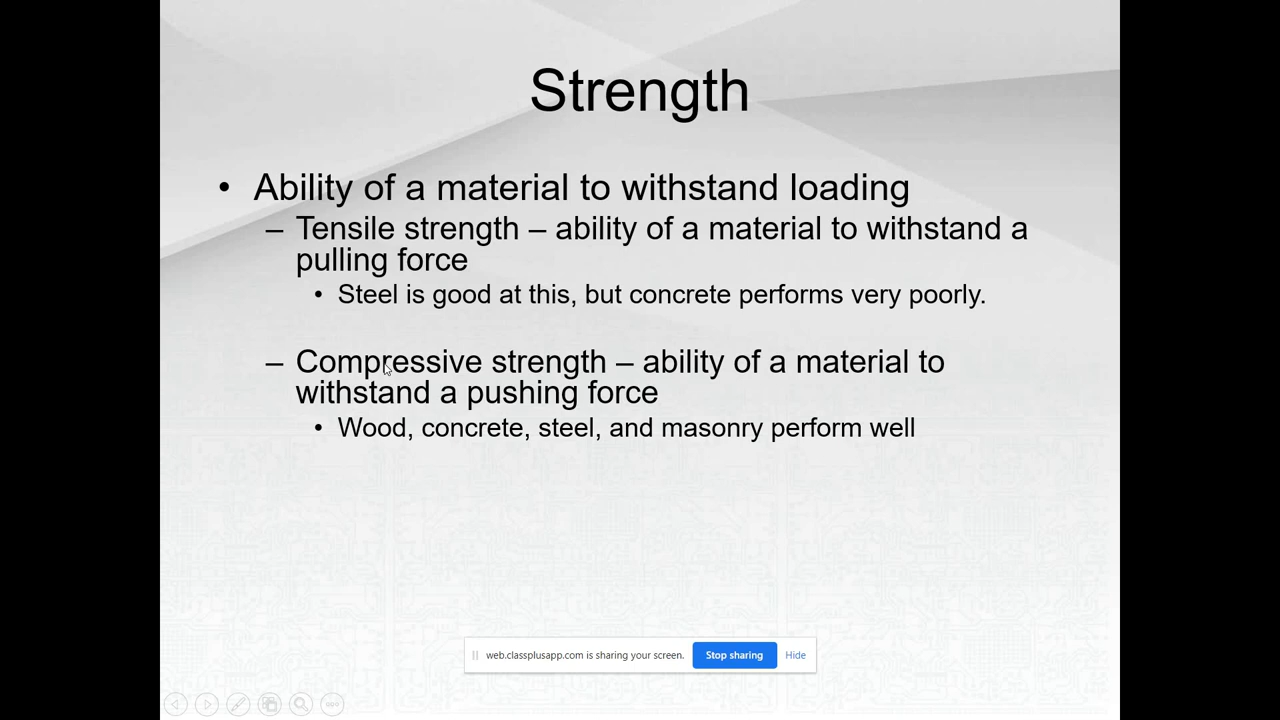 Strength
• Ability of a material to withstand loading
– Tensile strength – ability of a material to withstand a
pulling force
• Steel is good at this, but concrete performs very poorly.
– Compressive strength – ability of a material to
withstand a pushing force
• Wood, concrete, steel, and masonry perform well
web.classplusapp.com is sharing your screen. Stop sharing Hide